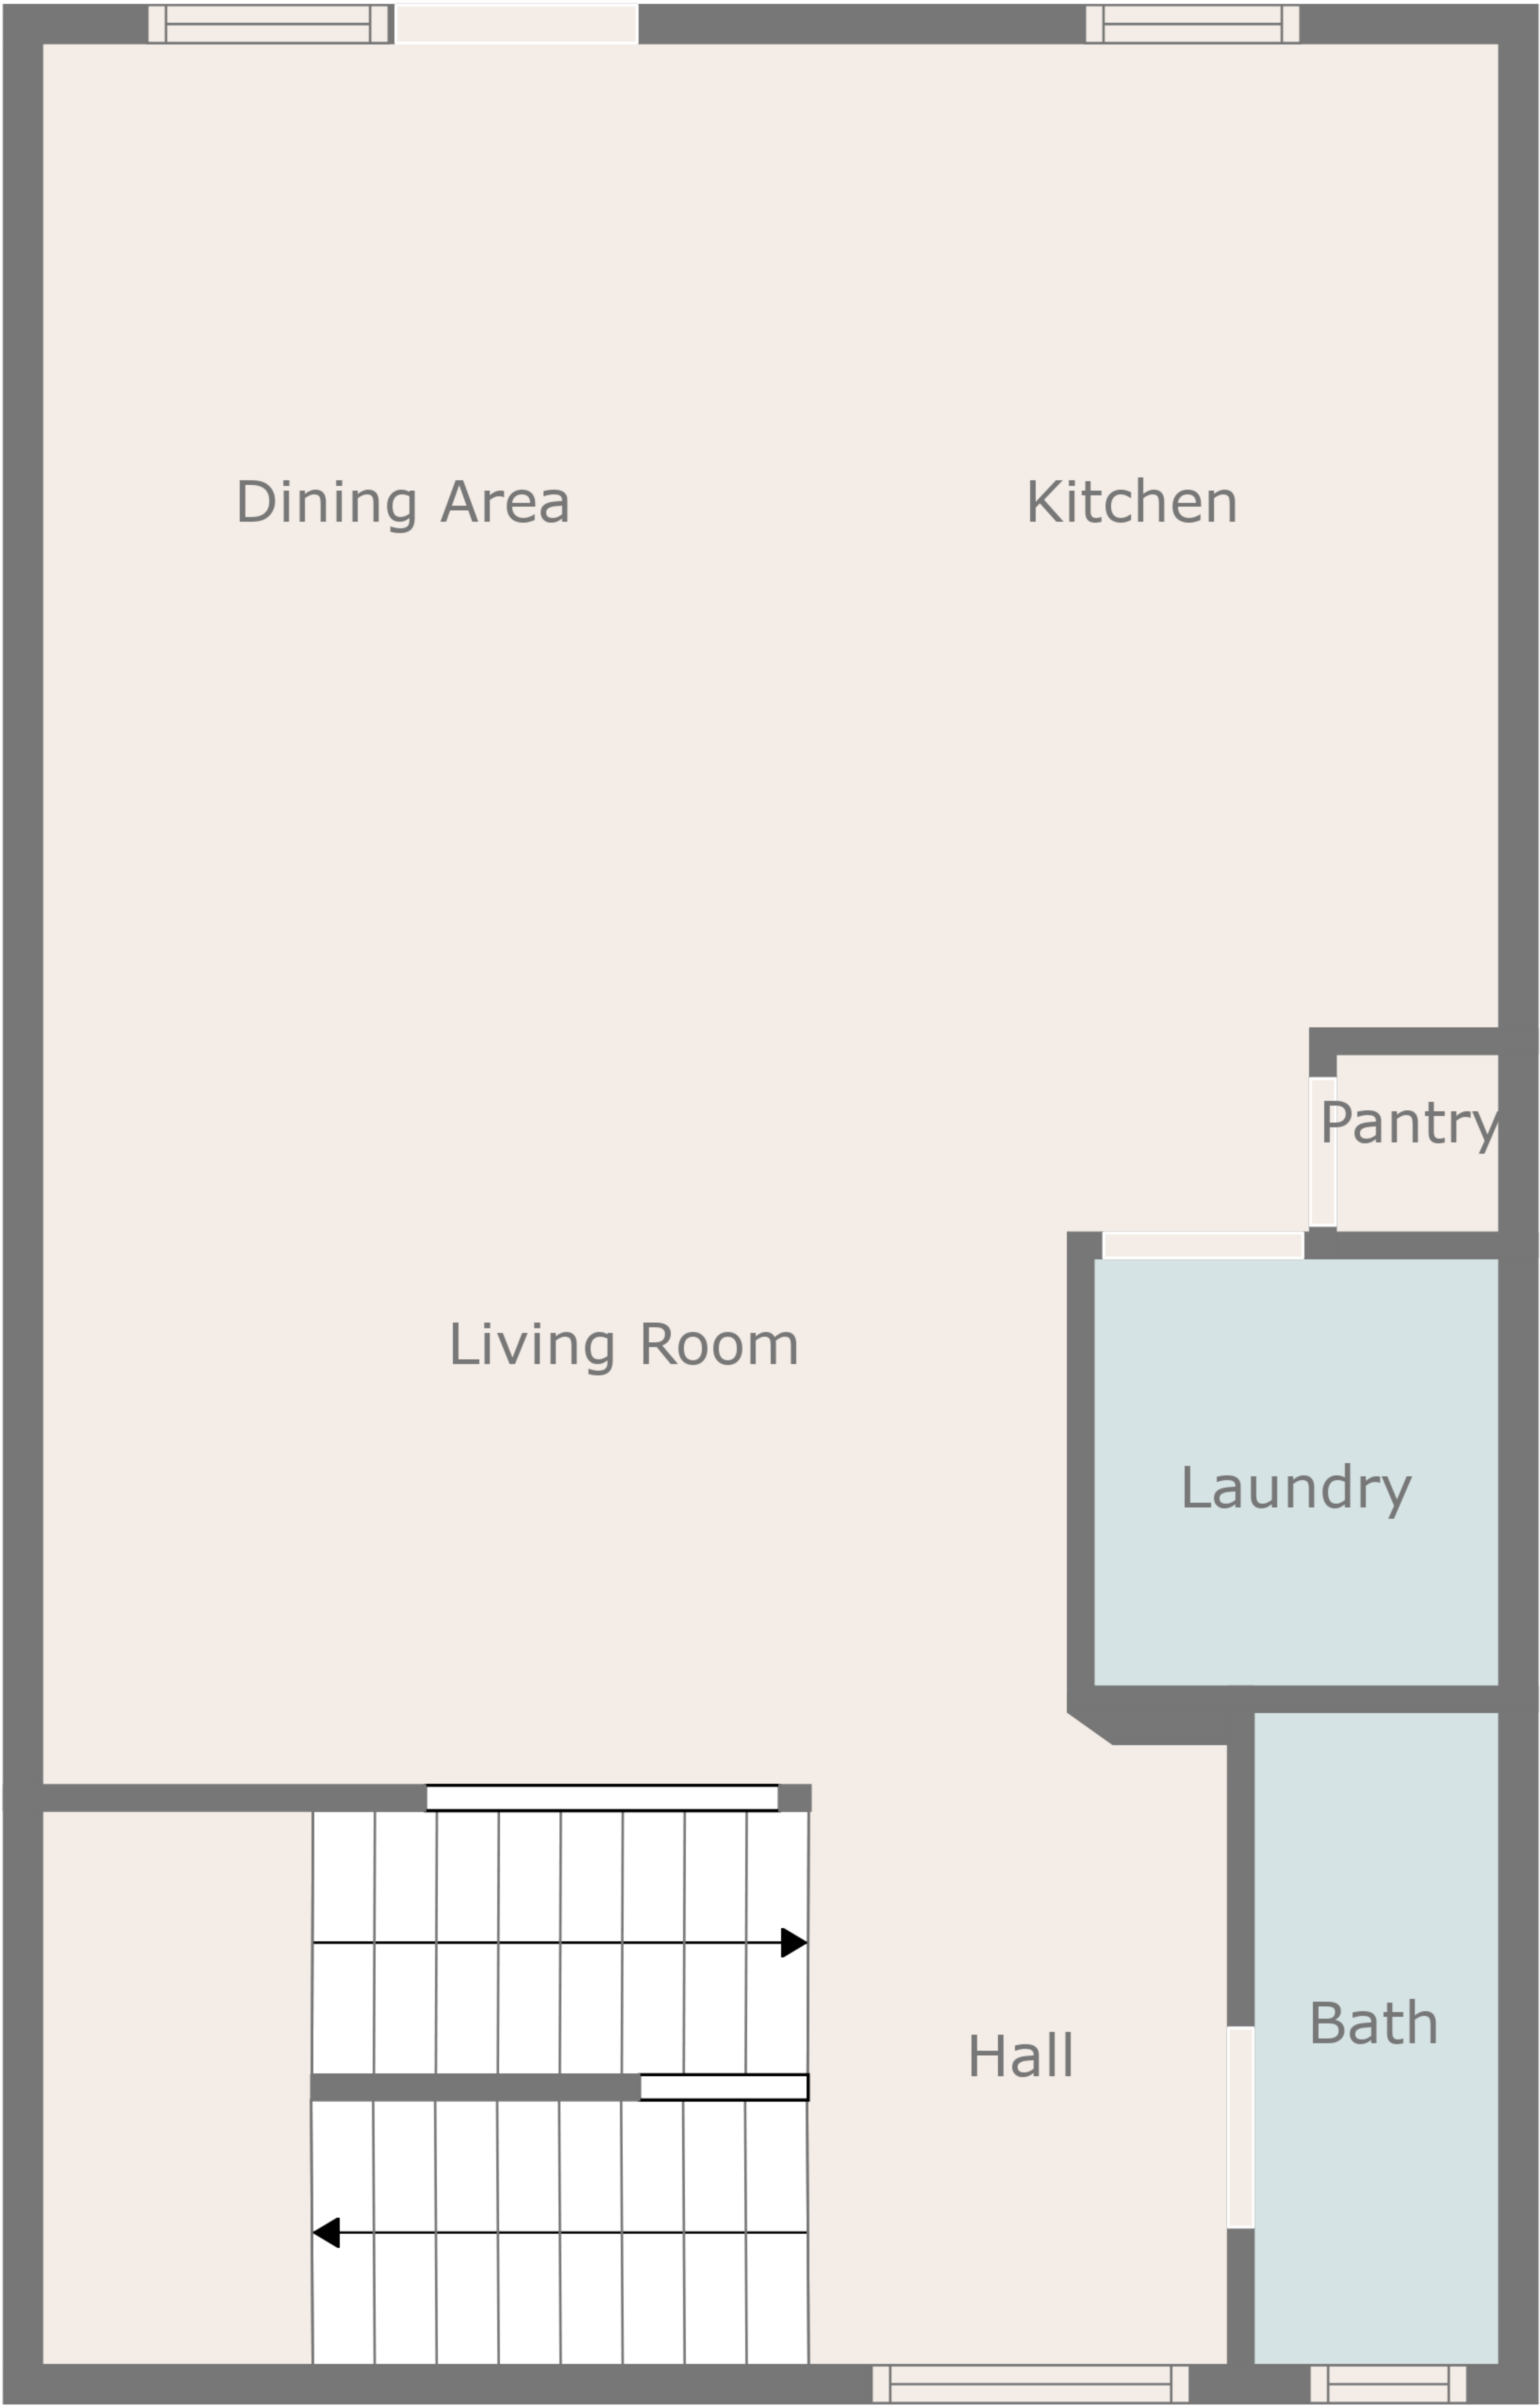 Dining Area
Kitchen
Pantry
Living Room
Laundry
Bath
Hall